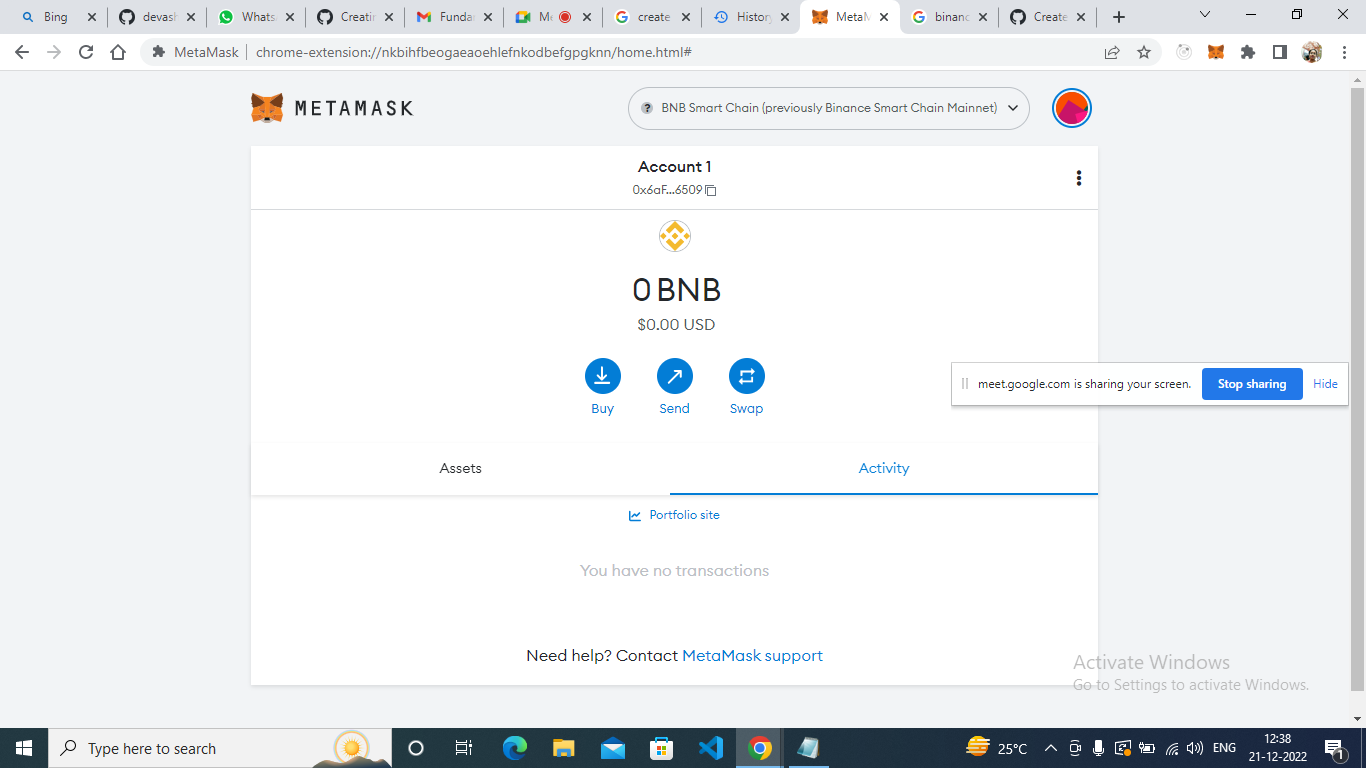 Bing
devash
Whats
Creatin
Funda
Me
create
History
MetaM
binanc
Create
MetaMask
chrome-extension://nkbihfbeogaeaoehlefnkodbefgpgknn/home.html#
METAMASK
? BNB Smart Chain (previously Binance Smart Chain Mainnet)
Account 1
0x6aF...6509
0 BNB
$0.00 USD
Buy
Send
Swap
meet.google.com is sharing your screen.
Stop sharing
Hide
Assets
Activity
Portfolio site
You have no transactions
Need help? Contact MetaMask support
Activate Windows
Go to Settings to activate Windows.
Type here to search
25°C
ENG
12:38
21-12-2022
1